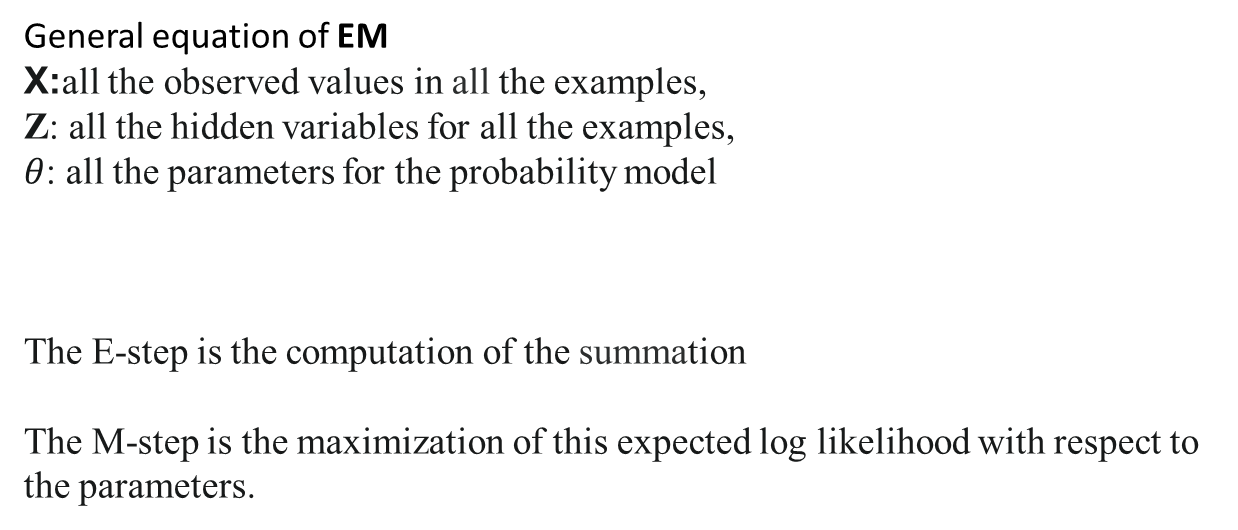 General equation of EM
X:all the observed values in all the examples,
Z: all the hidden variables for all the examples,
θ: all the parameters for the probability model
The E-step is the computation of the summation
The M-step is the maximization of this expected log likelihood with respect to
the parameters.